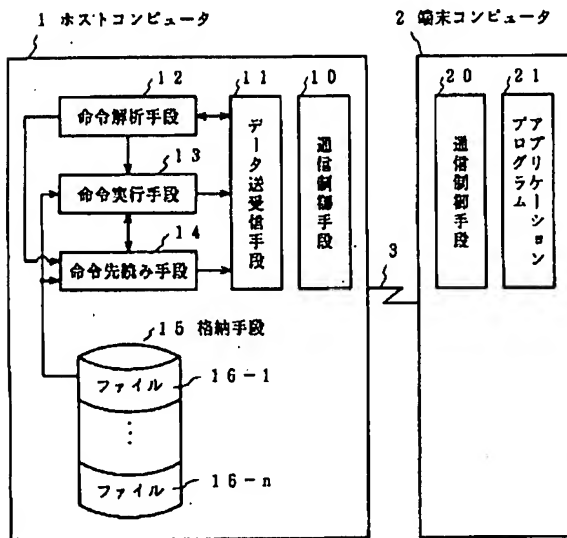 1 ホストコンピュータ
2 端末コンピュータ
12
命令解析手段
13
命令実行手段
14
命令先読み手段
11
データ送受信手段
10
通信制御手段
20
通信制御手段
21
アプリケーション
プログラム
3
15 格納手段
ファイル
16-1
⋮
ファイル
16-n